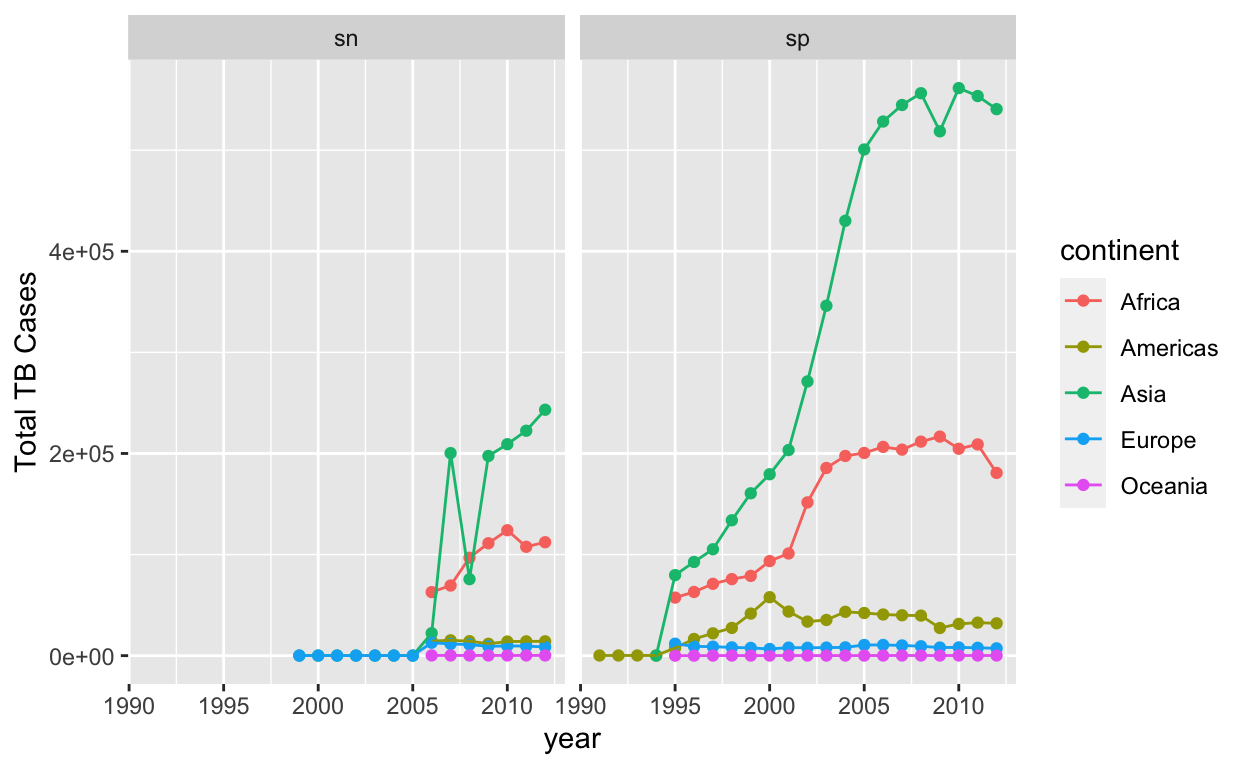 sn sp
4e+05
2e+05
0e+00
Total TB Cases
1990 1995 2000 2005 2010 1990 1995 2000 2005 2010
year
continent
Africa
Americas
Asia
Europe
Oceania